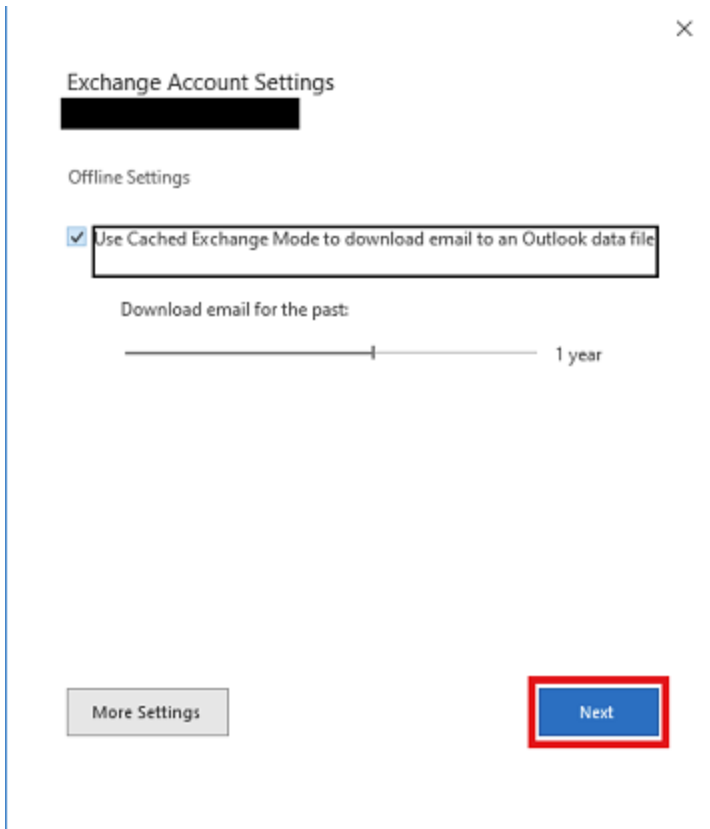 Exchange Account Settings
Offline Settings
Use Cached Exchange Mode to download email to an Outlook data file
Download email for the past:
1 year
More Settings
Next